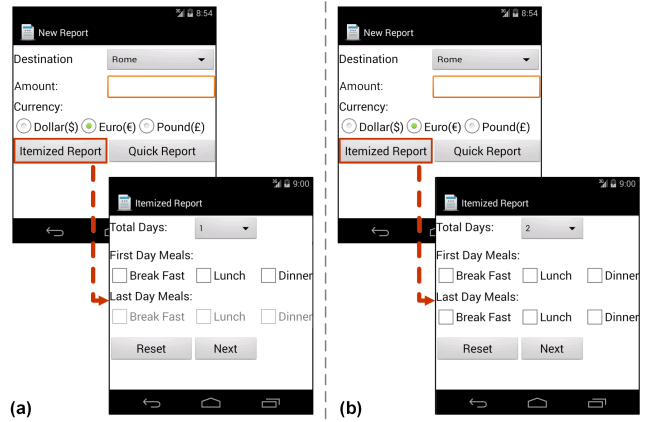 8:54
New Report
Destination Rome
Amount:
Currency:
Dollar($) Euro(€) Pound(£)
Itemized Report Quick Report
9:00
Itemized Report
Total Days: 1
First Day Meals:
Break Fast Lunch Dinner
Last Day Meals:
Break Fast Lunch Dinner
Reset Next
(a)
8:54
New Report
Destination Rome
Amount:
Currency:
Dollar($) Euro(€) Pound(£)
Itemized Report Quick Report
9:00
Itemized Report
Total Days: 2
First Day Meals:
Break Fast Lunch Dinner
Last Day Meals:
Break Fast Lunch Dinner
Reset Next
(b)